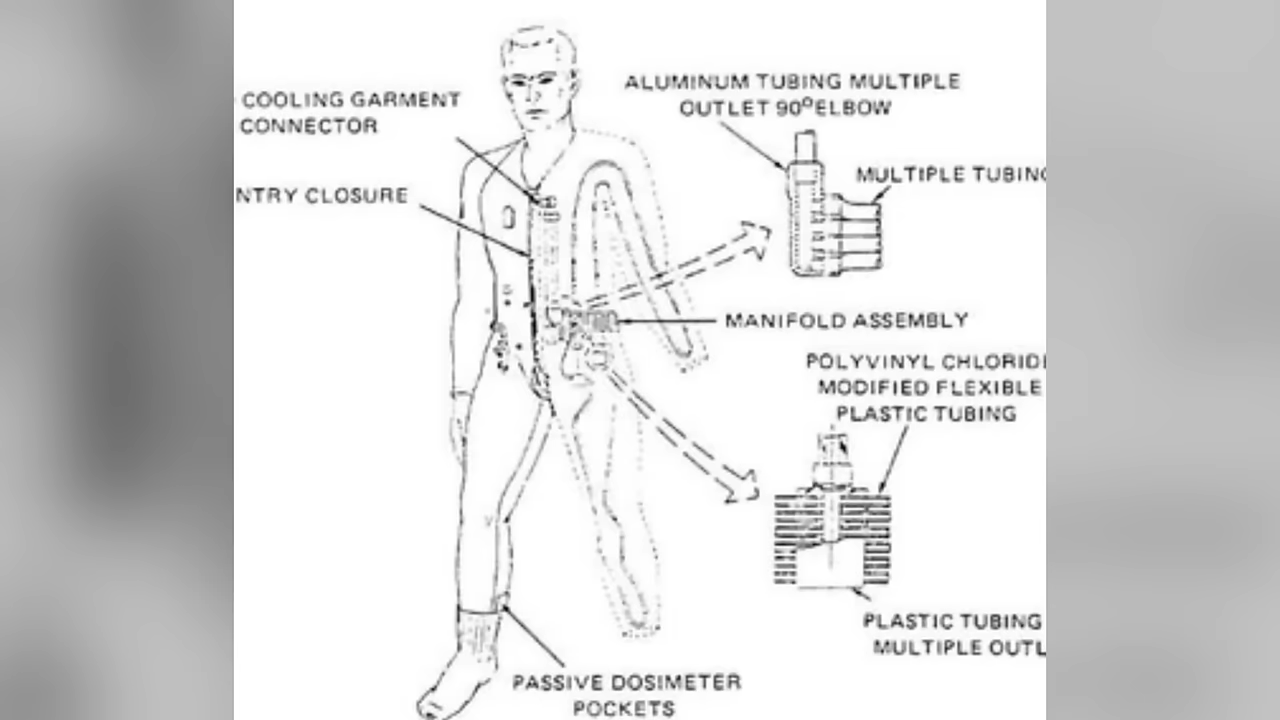 COOLING GARMENT
CONNECTOR
NTRY CLOSURE
ALUMINUM TUBING MULTIPLE
OUTLET 90° ELBOW
MULTIPLE TUBING
MANIFOLD ASSEMBLY
POLYVINYL CHLORIDE
MODIFIED FLEXIBLE
PLASTIC TUBING
PLASTIC TUBING
MULTIPLE OUTL
PASSIVE DOSIMETER
POCKETS